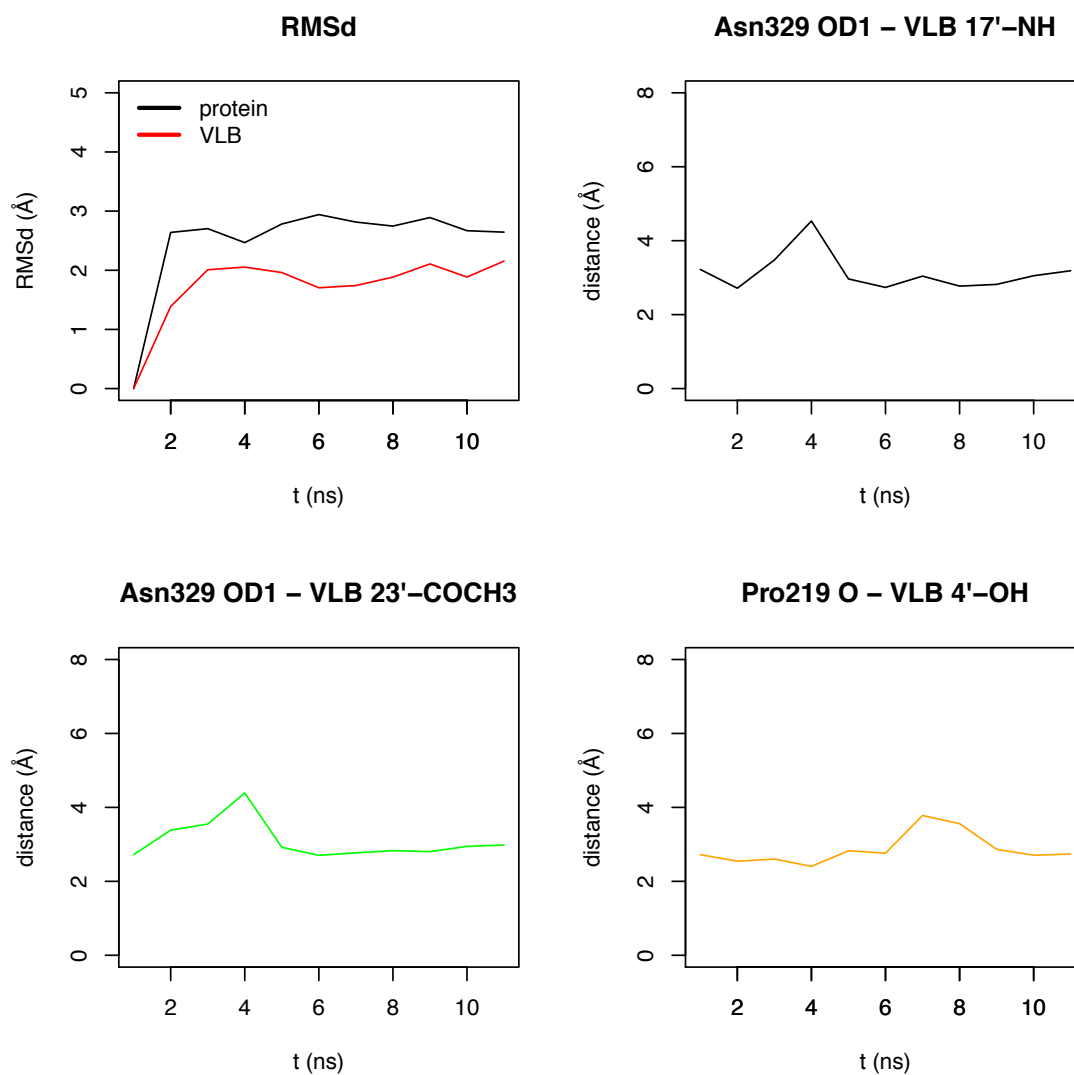 RMSd
protein
VLB
RMSd (Å)
0 1 2 3 4 5
2 4 6 8 10
t (ns)
Asn329 OD1 – VLB 17'–NH
distance (Å)
0 2 4 6 8
2 4 6 8 10
t (ns)
Asn329 OD1 – VLB 23'–COCH3
distance (Å)
0 2 4 6 8
2 4 6 8 10
t (ns)
Pro219 O – VLB 4'–OH
distance (Å)
0 2 4 6 8
2 4 6 8 10
t (ns)